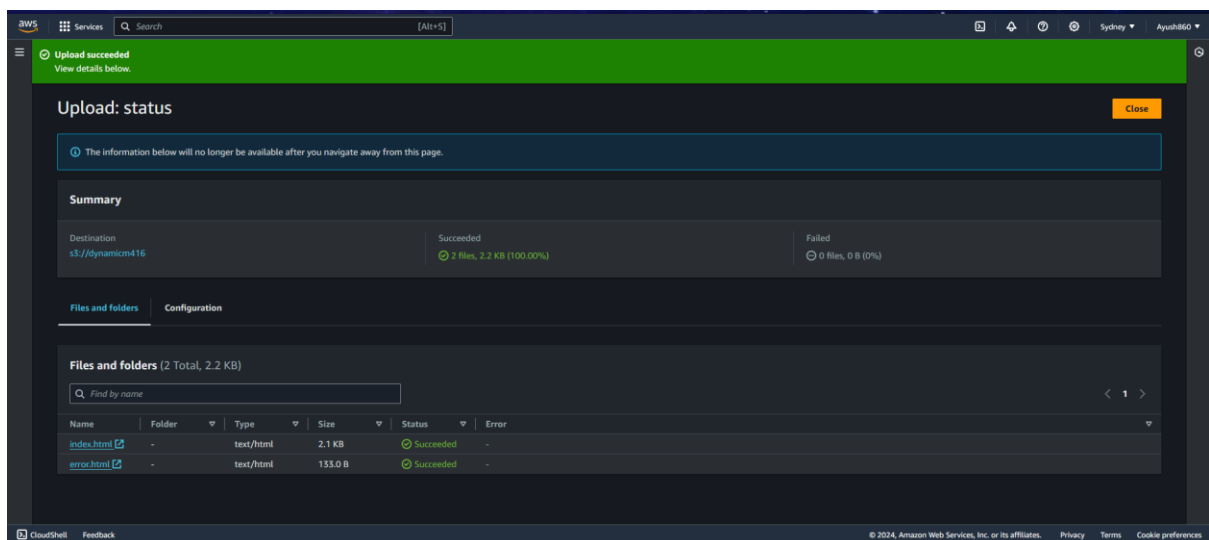 aws Services Search [Alt+S] Sydney Ayush860
Upload succeeded
View details below.
Upload: status Close
The information below will no longer be available after you navigate away from this page.
Summary
Destination Succeeded Failed
s3://dynamicm416 2 files, 2.2 KB (100.00%) 0 files, 0 B (0%)
Files and folders Configuration
Files and folders (2 Total, 2.2 KB)
Find by name 1
Name Folder Type Size Status Error
index.html - text/html 2.1 KB Succeeded -
error.html - text/html 133.0 B Succeeded -
CloudShell Feedback © 2024, Amazon Web Services, Inc. or its affiliates. Privacy Terms Cookie preferences